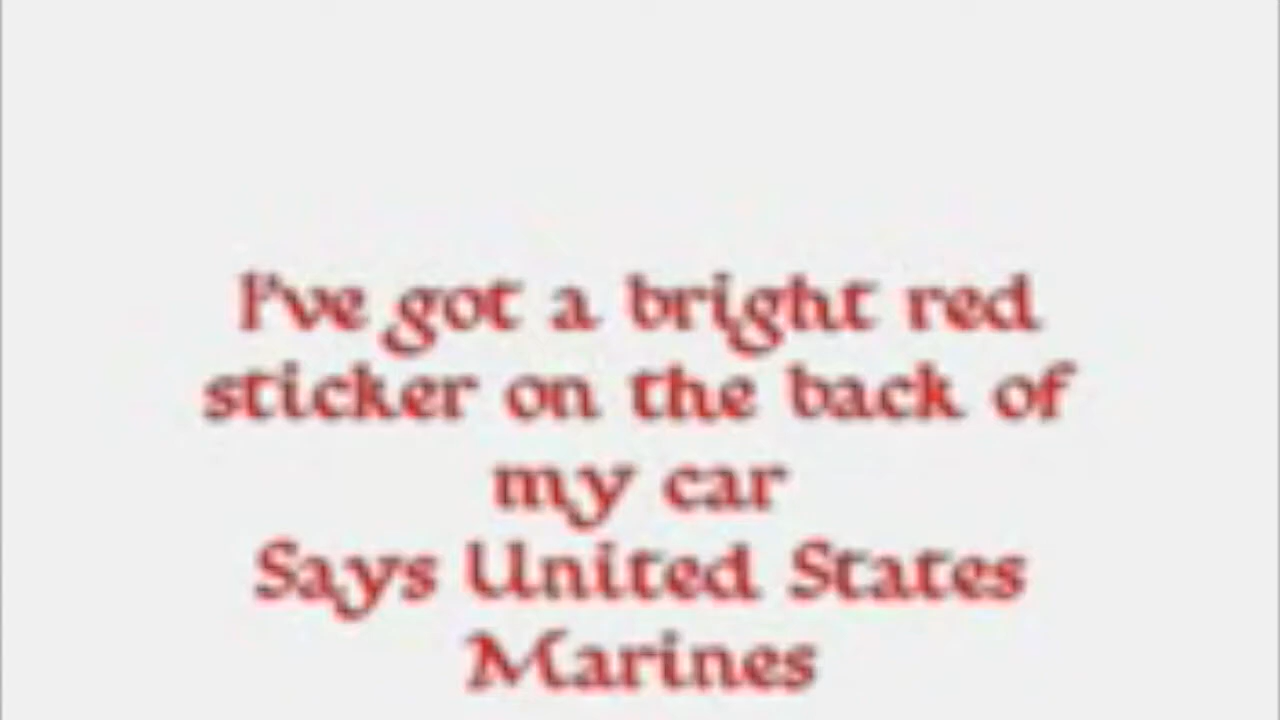 I've got a bright red
sticker on the back of
my car
Says United States
Marines